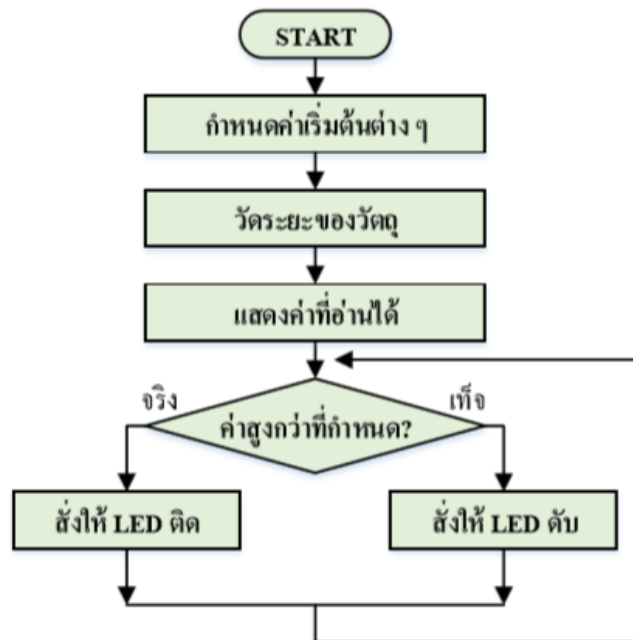 START
กำหนดค่าเริ่มต้นต่าง ๆ
วัดระยะของวัตถุ
แสดงค่าที่อ่านได้
จริง
เท็จ
ค่าสูงกว่าที่กำหนด?
สั่งให้ LED ติด
สั่งให้ LED ดับ